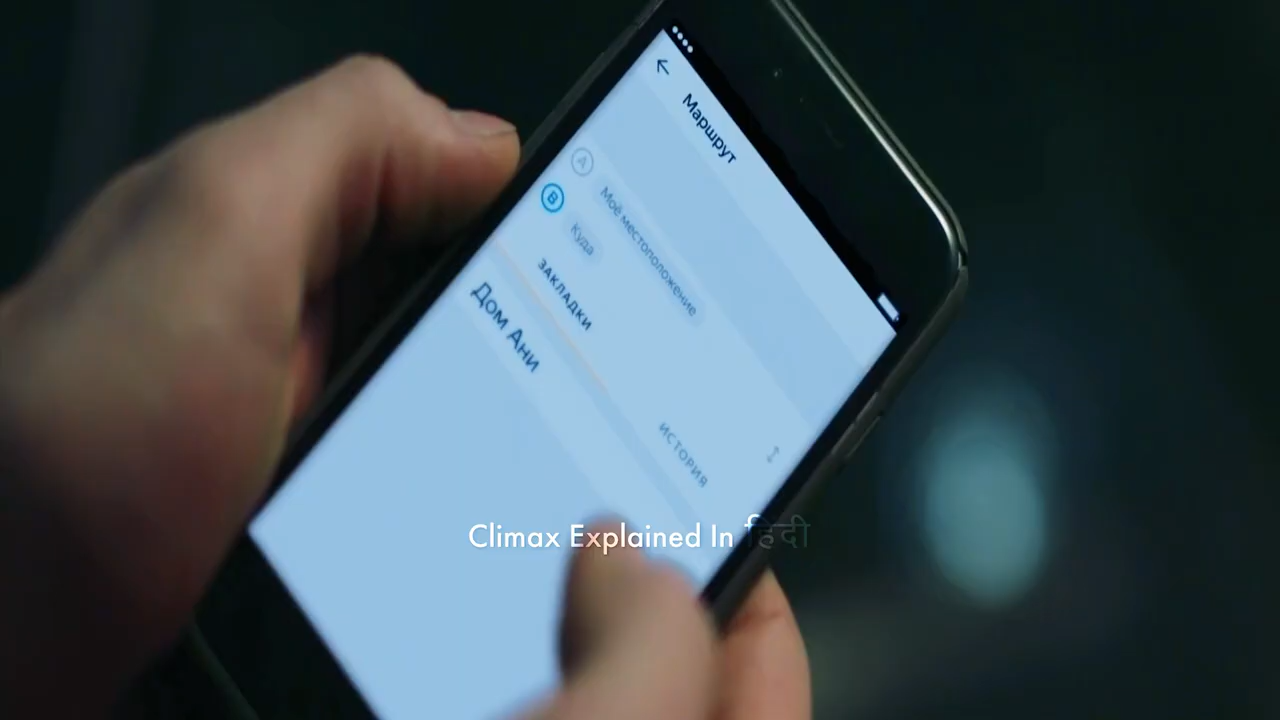 Маршрут
A
Моё местоположение
B
Куда
ЗАКЛАДКИ
ИСТОРИЯ
Дом Ани
Climax Explained In हिंदी